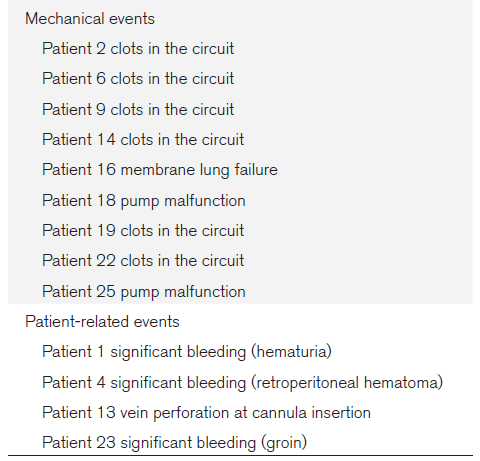 Mechanical events
Patient 2 clots in the circuit
Patient 6 clots in the circuit
Patient 9 clots in the circuit
Patient 14 clots in the circuit
Patient 16 membrane lung failure
Patient 18 pump malfunction
Patient 19 clots in the circuit
Patient 22 clots in the circuit
Patient 25 pump malfunction
Patient-related events
Patient 1 significant bleeding (hematuria)
Patient 4 significant bleeding (retroperitoneal hematoma)
Patient 13 vein perforation at cannula insertion
Patient 23 significant bleeding (groin)